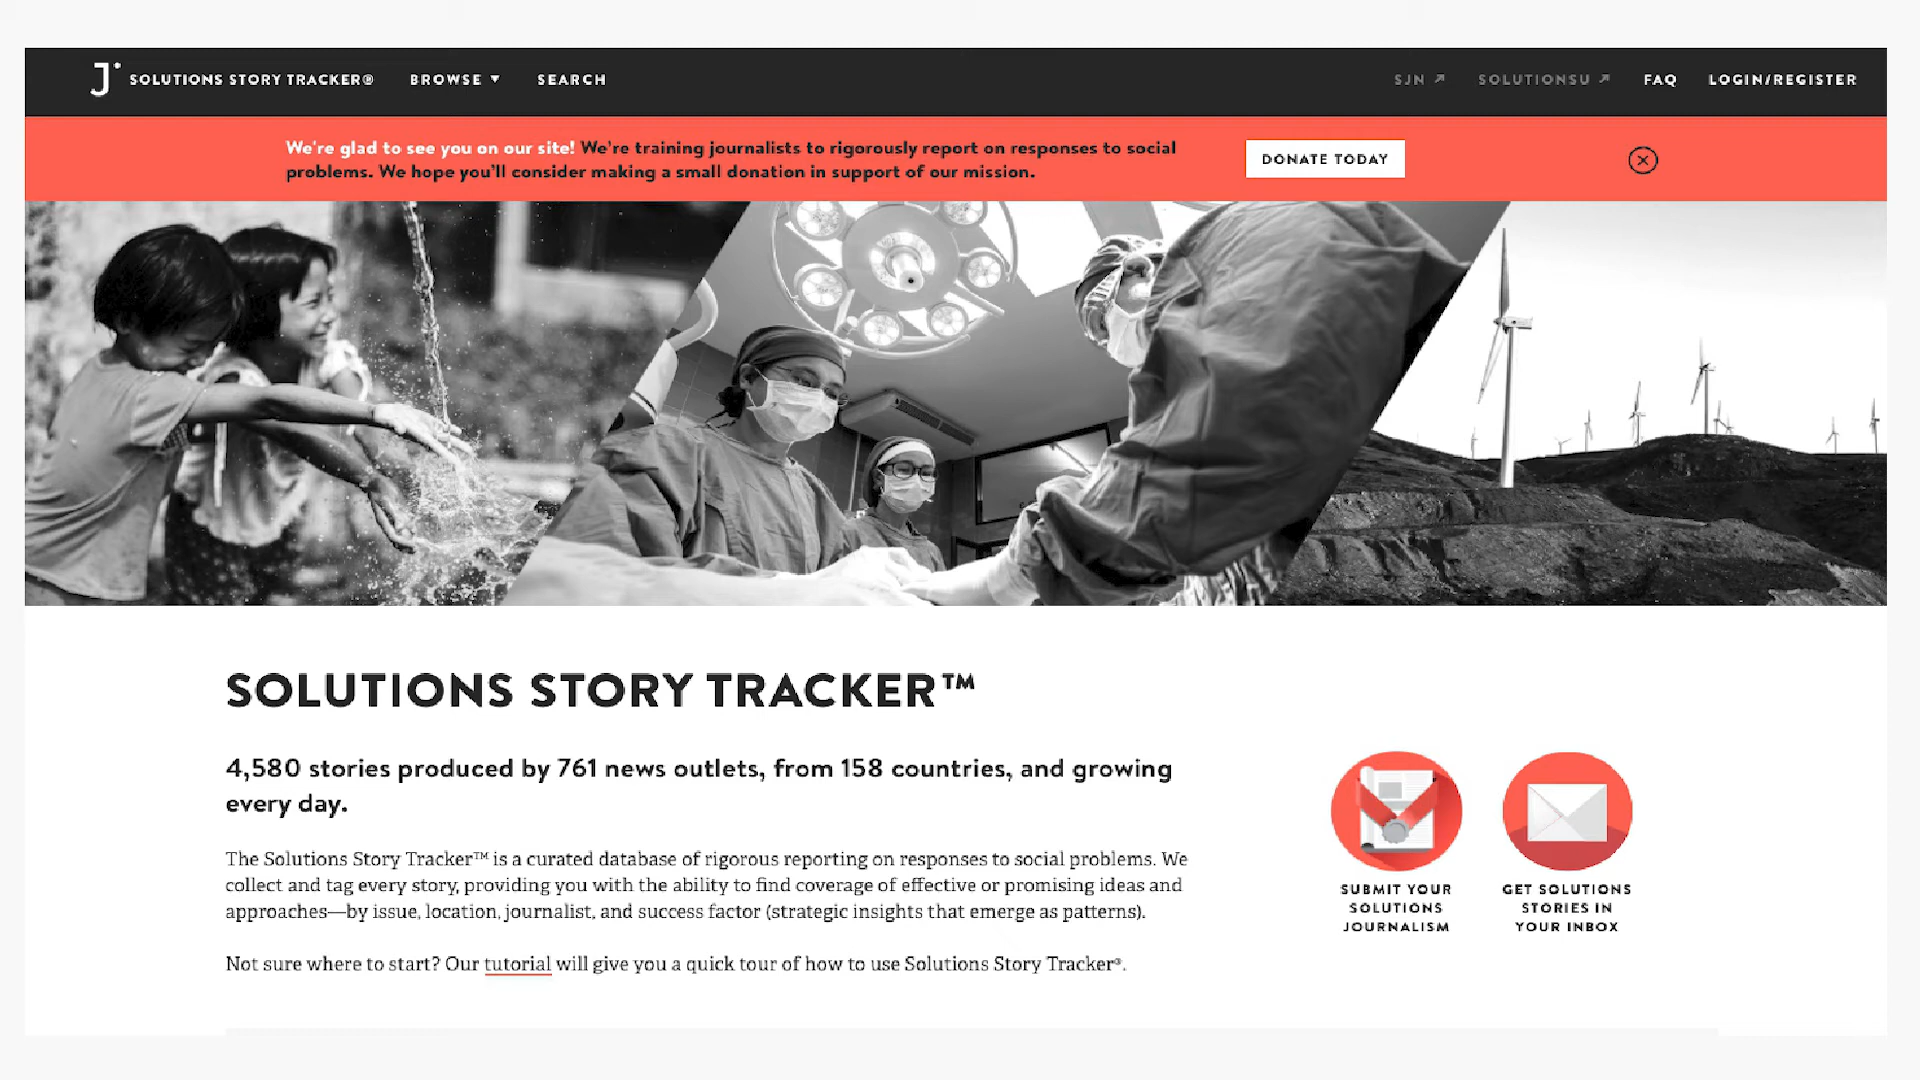 J SOLUTIONS STORY TRACKER® BROWSE ▼ SEARCH SJN ↗ SOLUTIONSU ↗ FAQ LOGIN/REGISTER
We're glad to see you on our site! We're training journalists to rigorously report on responses to social
problems. We hope you'll consider making a small donation in support of our mission.
DONATE TODAY
SOLUTIONS STORY TRACKER™
4,580 stories produced by 761 news outlets, from 158 countries, and growing
every day.
The Solutions Story Tracker™ is a curated database of rigorous reporting on responses to social problems. We
collect and tag every story, providing you with the ability to find coverage of effective or promising ideas and
approaches—by issue, location, journalist, and success factor (strategic insights that emerge as patterns).
Not sure where to start? Our tutorial will give you a quick tour of how to use Solutions Story Tracker®.
SUBMIT YOUR
SOLUTIONS
JOURNALISM
GET SOLUTIONS
STORIES IN
YOUR INBOX